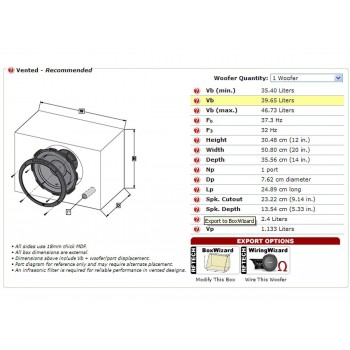 Vented - Recommended
Woofer Quantity: 1 Woofer
Vb (min.) 35.40 Liters
Vb 39.65 Liters
Vb (max.) 46.73 Liters
Fb 37.3 Hz
F3 32 Hz
Height 30.48 cm (12 in.)
Width 50.80 cm (20 in.)
Depth 35.56 cm (14 in.)
Np 1 port
Dp 7.62 cm diameter
Lp 24.89 cm long
Spk. Cutout 23.22 cm (9.14 in.)
Spk. Depth 13.54 cm (5.33 in.)
Export to BoxWizard
2.4 Liters
Vp 1.133 Liters
EXPORT OPTIONS
RFTECH
BoxWizard
Modify This Box
RFTECH
WiringWizard
Wire This Woofer
• All sides use 18mm thick MDF.
• Box dimensions are external.
• Dimensions above include Vb + woofer/port displacement.
• Port diagram for reference only and may require alternate placement.
• An infrasonic filter is required for reliable performance in vented designs.